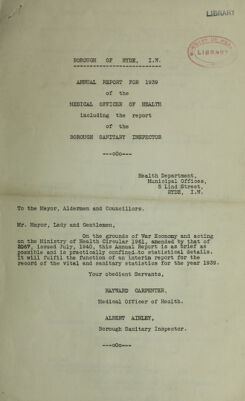 LIBRARY
LIBRARY
BOROUGH OF RYDE, I.W.
ANNUAL REPORT FOR 1939
of the
MEDICAL OFFICER OF HEALTH
including the report
of the
BOROUGH SANITARY INSPECTOR
---oOo---
Health Department,
Municipal Offices,
5 Lind Street,
RYDE, I.W.
To the Mayor, Aldermen and Councillors.
Mr. Mayor, Lady and Gentlemen,
On the grounds of War Economy and acting
on the Ministry of Health Circular 1961, amended by that of
2067, issued July, 1940, this Annual Report is as brief as
possible and is practically confined to statistical details.
It will fulfil the function of an interim report for the
record of the vital and sanitary statistics for the year 1939.
Your obedient Servants,
HAYWARD CARPENTER,
Medical Officer of Health.
ALBERT AINLEY,
Borough Sanitary Inspector.
---oOo---